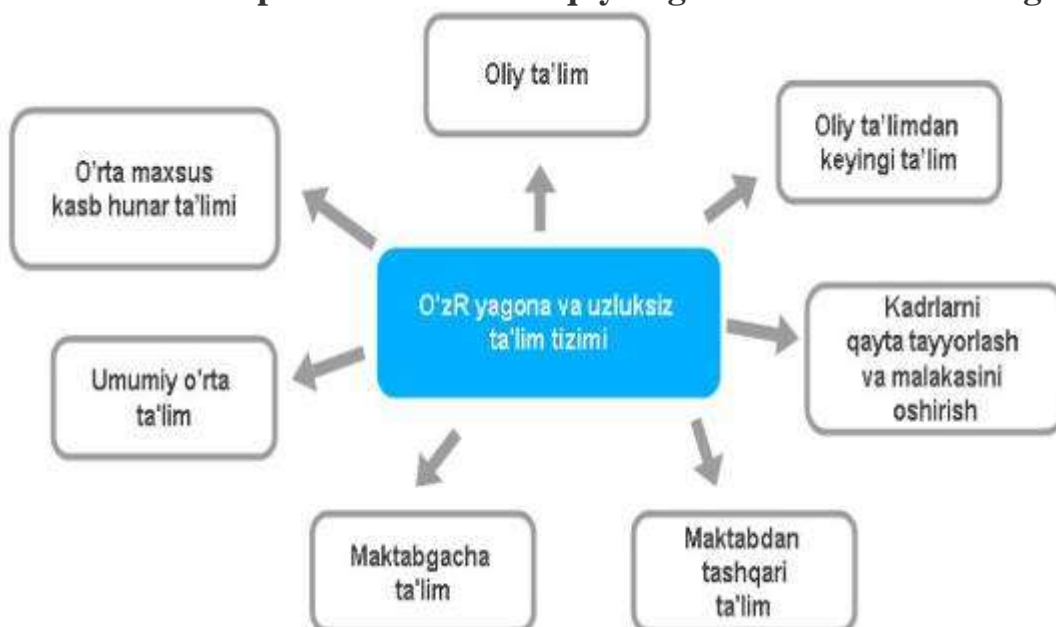 Oliy ta'lim
Oliy ta'limdan
keyingi ta'lim
O'rta maxsus
kasb hunar ta'limi
O'zR yagona va uzluksiz
ta'lim tizimi
Kadrlarni
qayta tayyorlash
va malakasini
oshirish
Umumiy o'rta
ta'lim
Maktabgacha
ta'lim
Maktabdan
tashqari
ta'lim